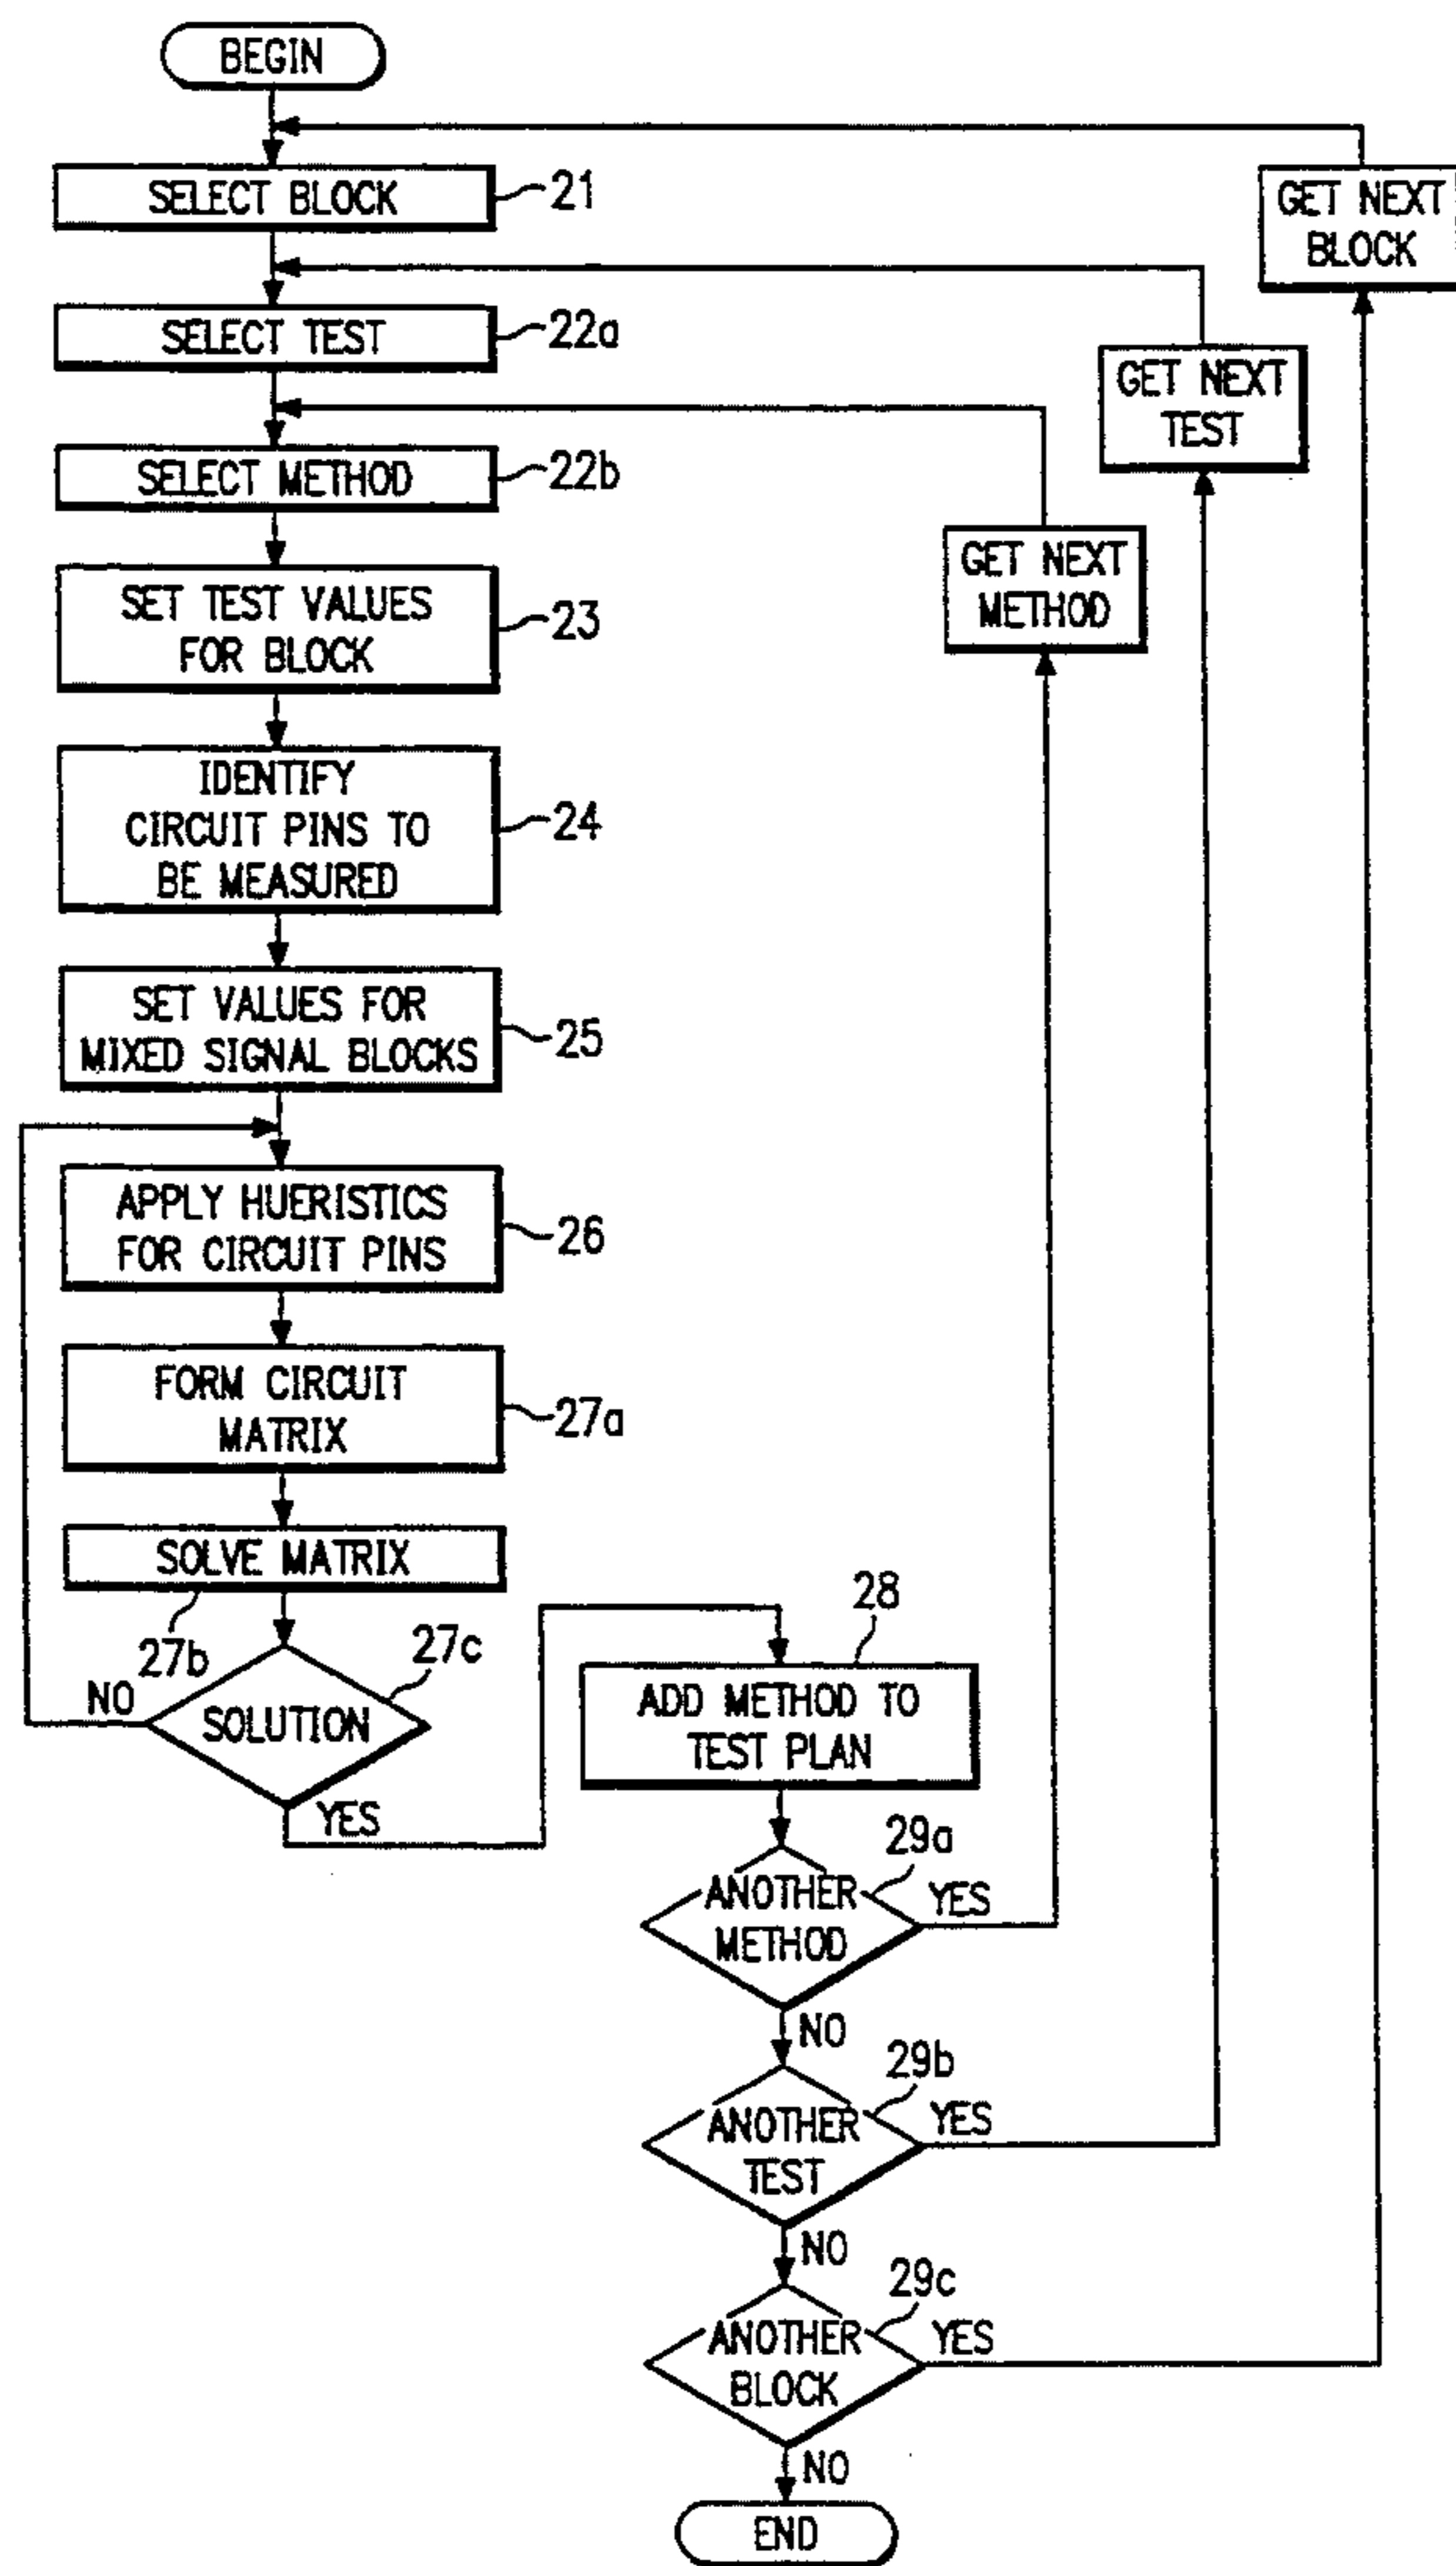 BEGIN
SELECT BLOCK
21
GET NEXT
BLOCK
SELECT TEST
22a
GET NEXT
TEST
SELECT METHOD
22b
GET NEXT
METHOD
SET TEST VALUES
FOR BLOCK
23
IDENTIFY
CIRCUIT PINS TO
BE MEASURED
24
SET VALUES FOR
MIXED SIGNAL BLOCKS
25
APPLY HUERISTICS
FOR CIRCUIT PINS
26
FORM CIRCUIT
MATRIX
27a
SOLVE MATRIX
27b
27c
NO
SOLUTION
YES
28
ADD METHOD TO
TEST PLAN
29a
ANOTHER
METHOD
YES
NO
29b
ANOTHER
TEST
YES
NO
29c
ANOTHER
BLOCK
YES
NO
END